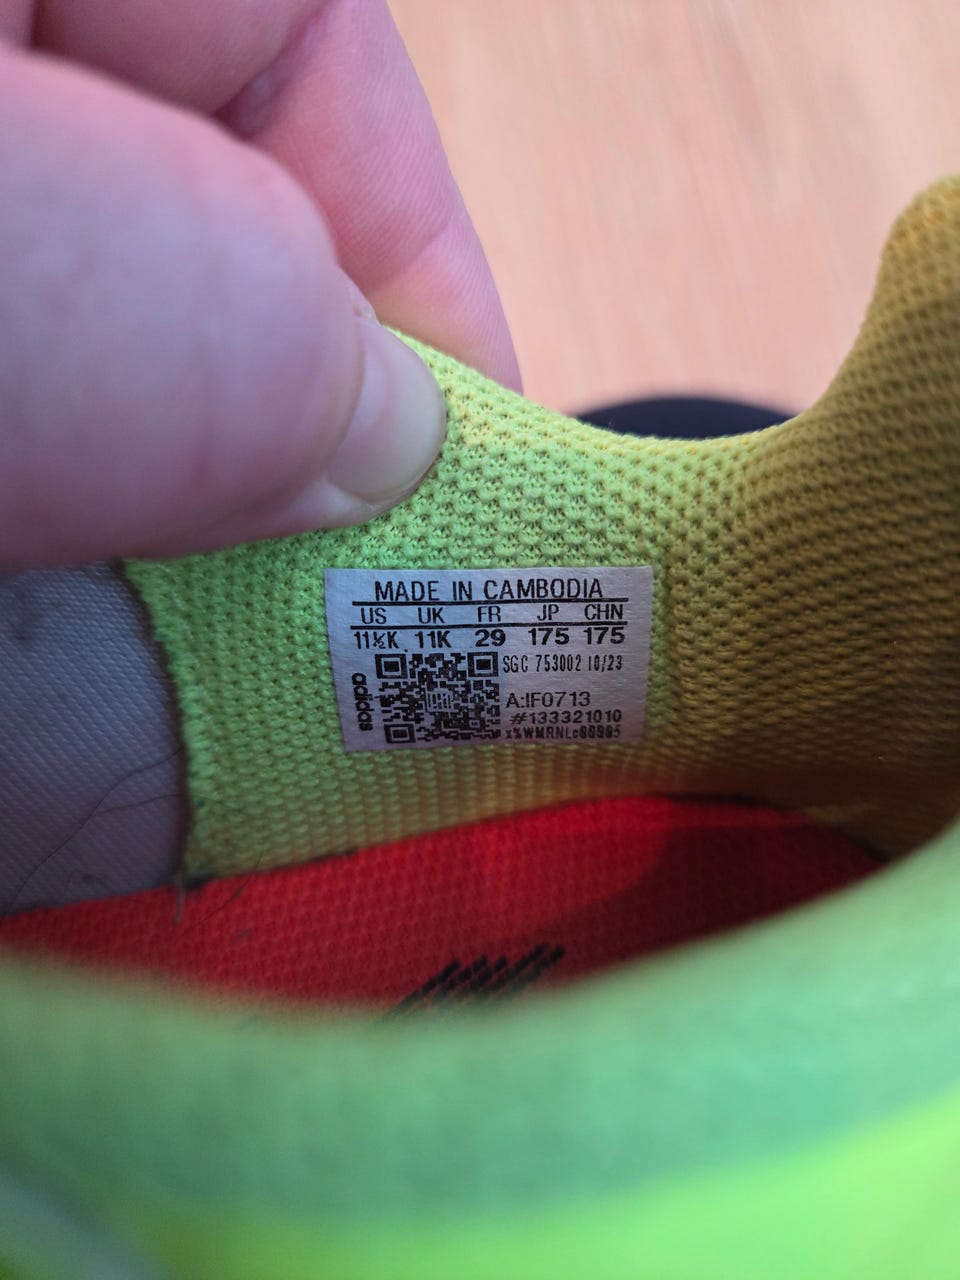 MADE IN CAMBODIA
US UK FR JP CHN
11½K 11K 29 175 175
SGC 753002 10/23
adidas
A:IF0713
#133321010